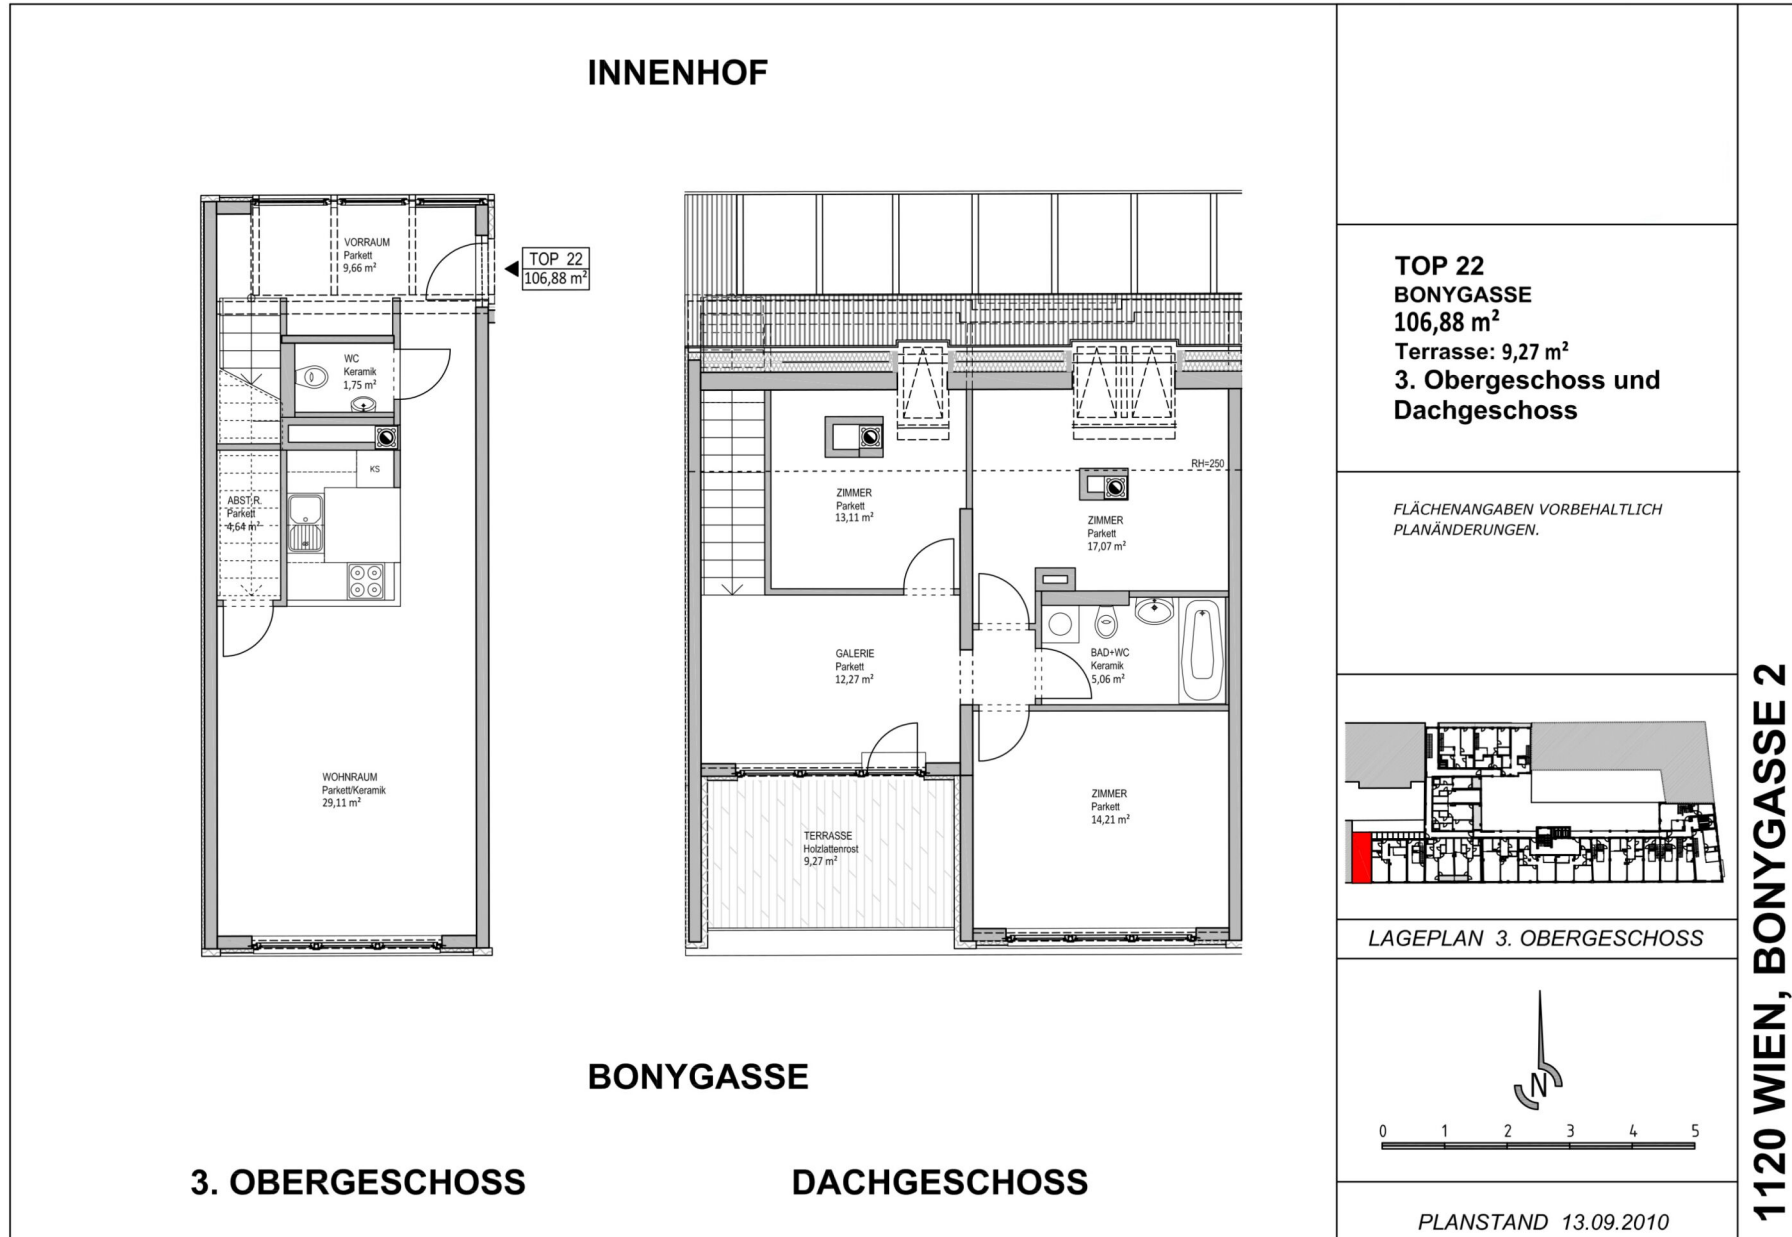 INNENHOF
VORRAUM
Parkett
9,66 m²
TOP 22
106,88 m²
WC
Keramik
1,75 m²
KS
ABST.R.
Parkett
4,64 m²
WOHNRAUM
Parkett/Keramik
29,11 m²
RH=250
ZIMMER
Parkett
13,11 m²
ZIMMER
Parkett
17,07 m²
GALERIE
Parkett
12,27 m²
BAD+WC
Keramik
5,06 m²
ZIMMER
Parkett
14,21 m²
TERRASSE
Holzlattenrost
9,27 m²
BONYGASSE
3. OBERGESCHOSS
DACHGESCHOSS
TOP 22
BONYGASSE
106,88 m²
Terrasse: 9,27 m²
3. Obergeschoss und
Dachgeschoss
FLÄCHENANGABEN VORBEHALTLICH
PLANÄNDERUNGEN.
LAGEPLAN 3. OBERGESCHOSS
N
0 1 2 3 4 5
PLANSTAND 13.09.2010
1120 WIEN, BONYGASSE 2